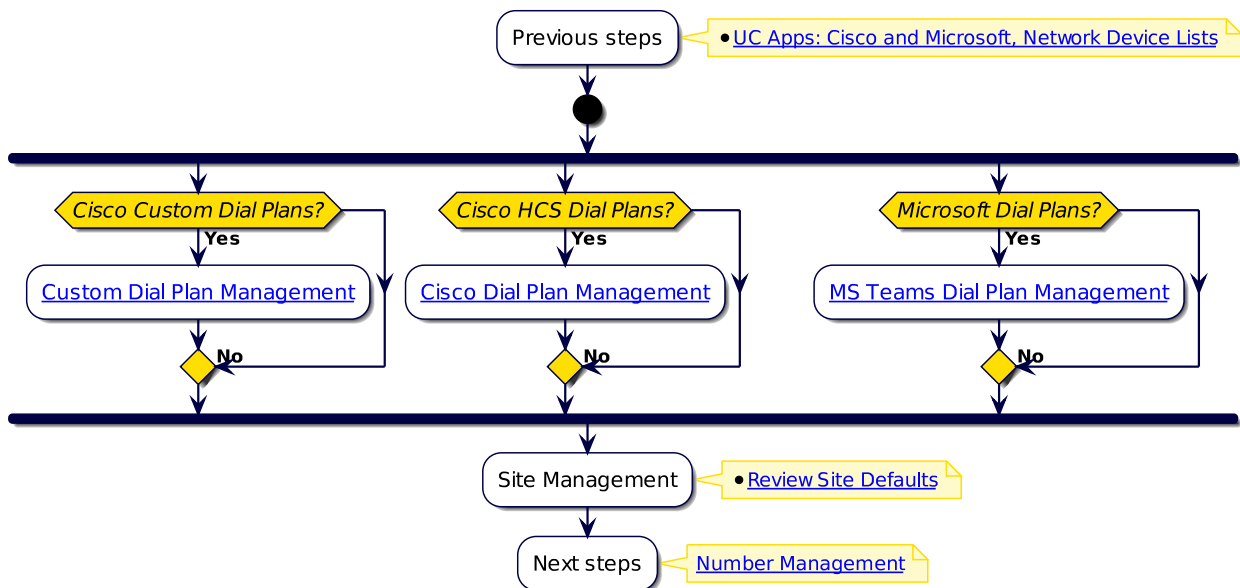 Previous steps
•UC Apps: Cisco and Microsoft, Network Device Lists
Cisco Custom Dial Plans?
Yes
Custom Dial Plan Management
No
Cisco HCS Dial Plans?
Yes
Cisco Dial Plan Management
No
Microsoft Dial Plans?
Yes
MS Teams Dial Plan Management
No
Site Management
•Review Site Defaults
Next steps
Number Management